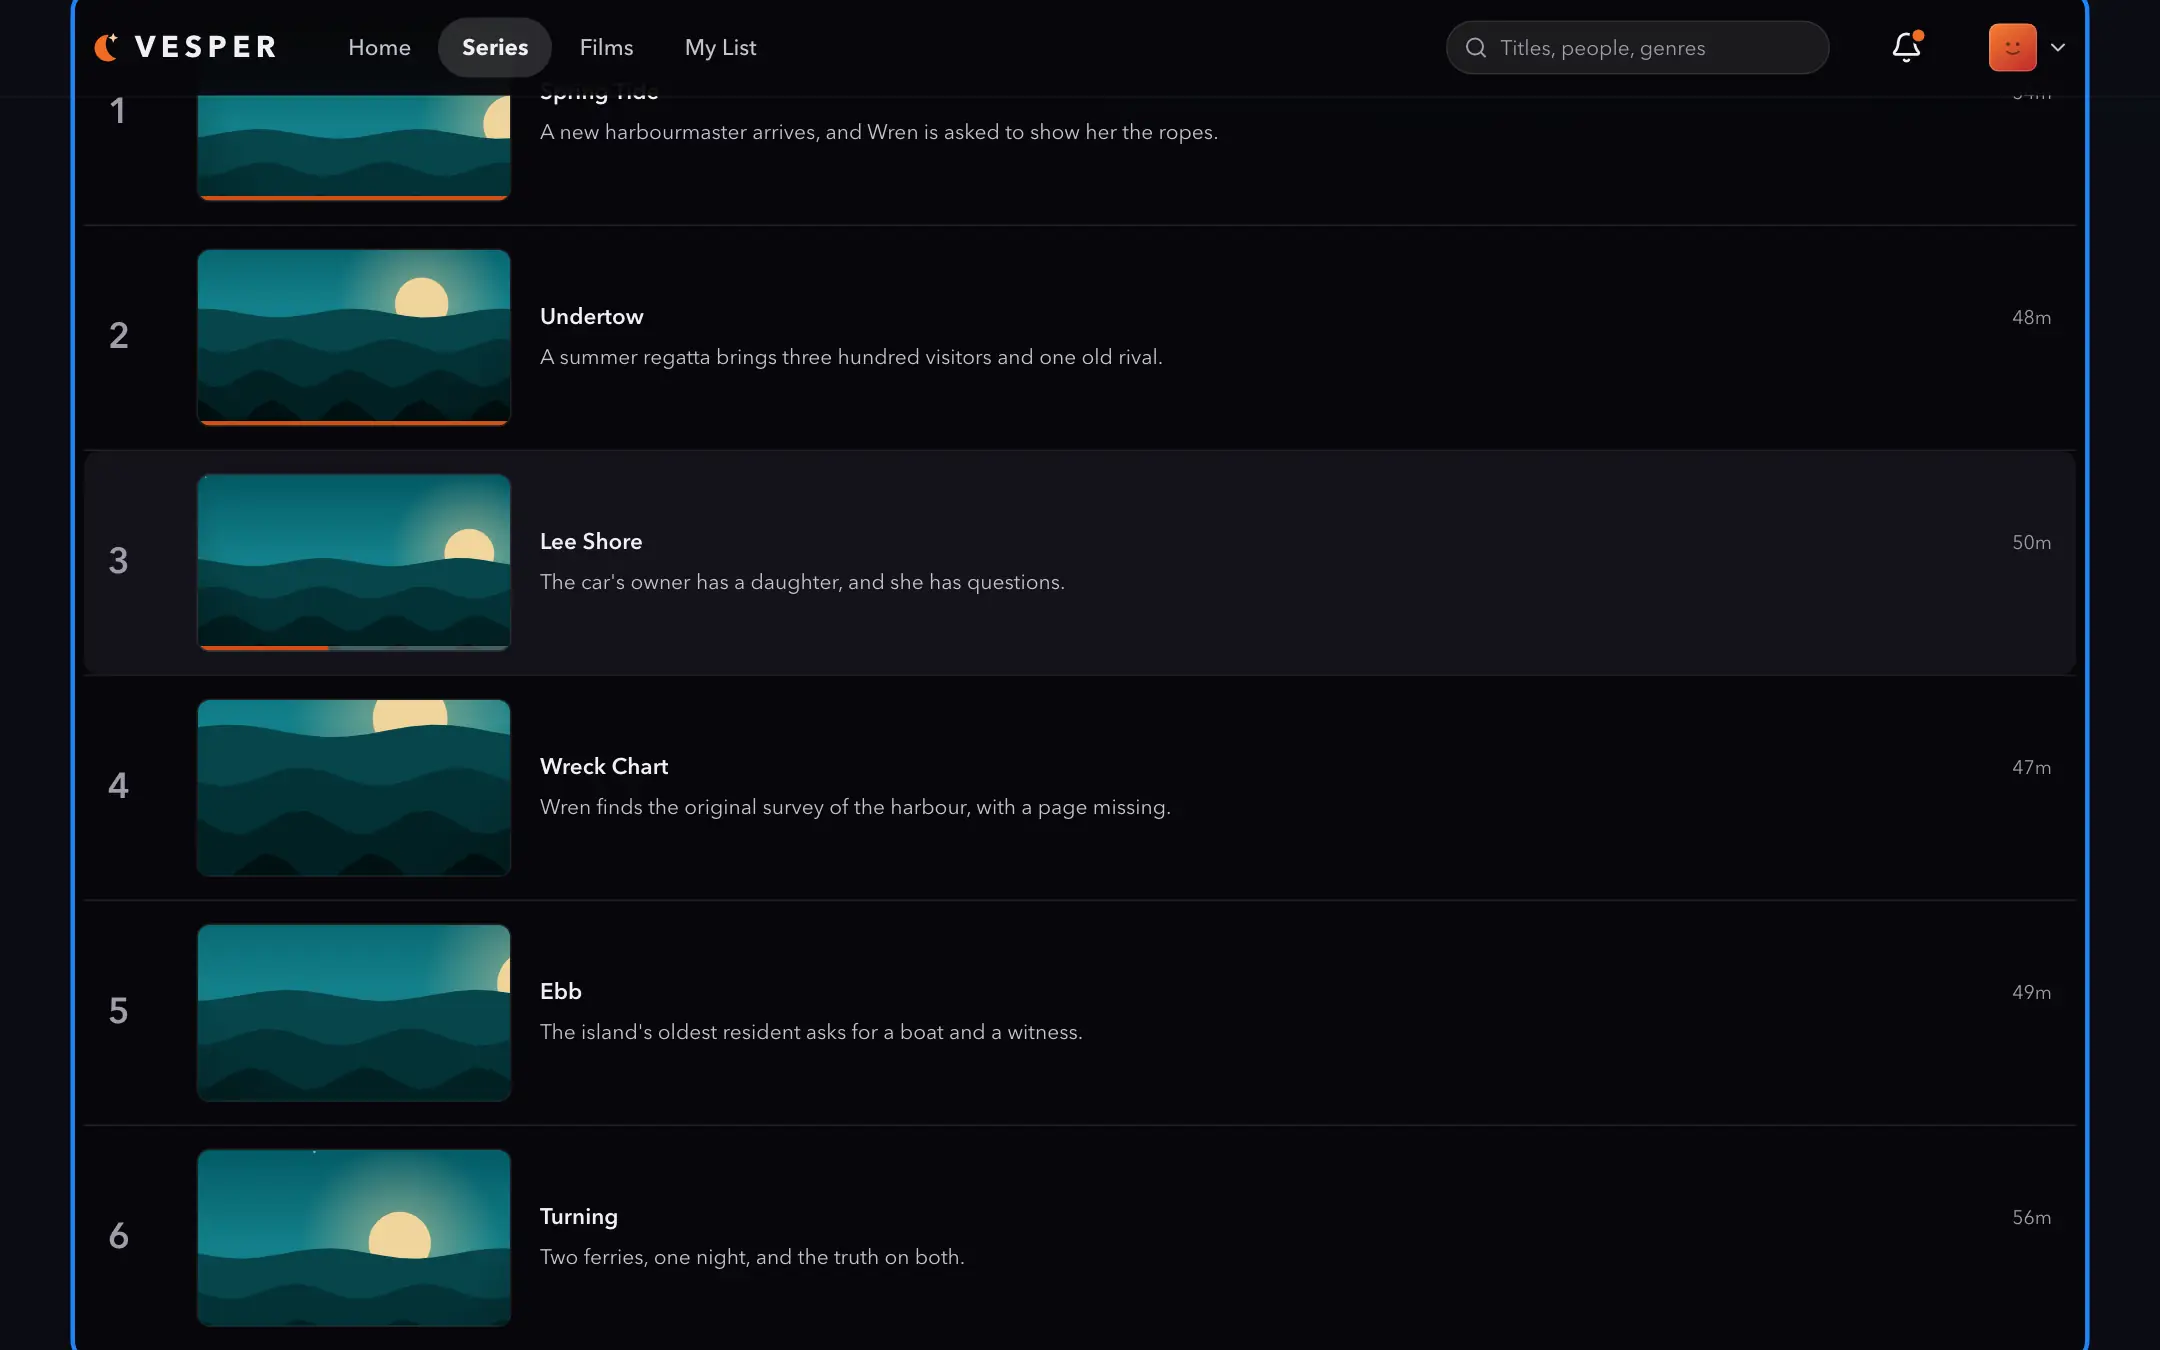 VESPER
Home
Series
Films
My List
Titles, people, genres
1
Spring Tide
54m
A new harbourmaster arrives, and Wren is asked to show her the ropes.
2
Undertow
48m
A summer regatta brings three hundred visitors and one old rival.
3
Lee Shore
50m
The car's owner has a daughter, and she has questions.
4
Wreck Chart
47m
Wren finds the original survey of the harbour, with a page missing.
5
Ebb
49m
The island's oldest resident asks for a boat and a witness.
6
Turning
56m
Two ferries, one night, and the truth on both.